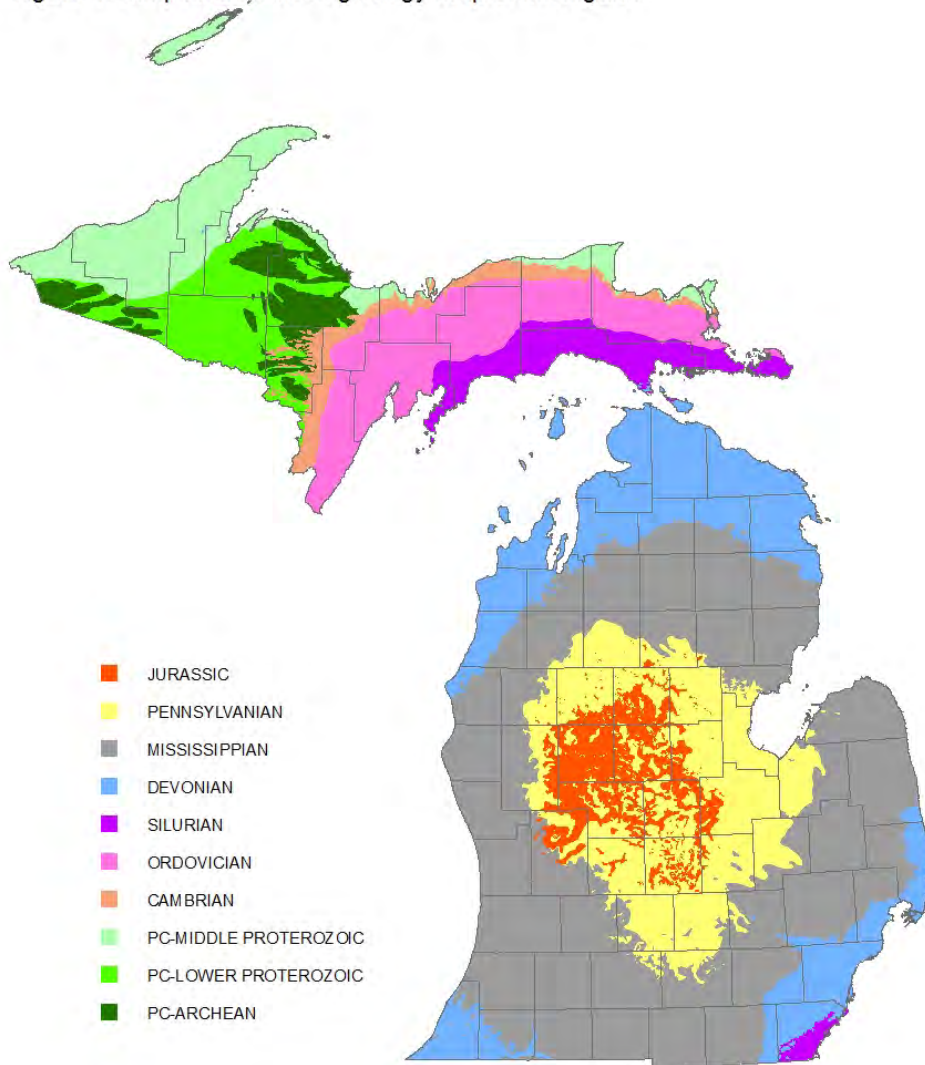 JURASSIC
PENNSYLVANIAN
MISSISSIPPIAN
DEVONIAN
SILURIAN
ORDOVICIAN
CAMBRIAN
PC-MIDDLE PROTEROZOIC
PC-LOWER PROTEROZOIC
PC-ARCHEAN